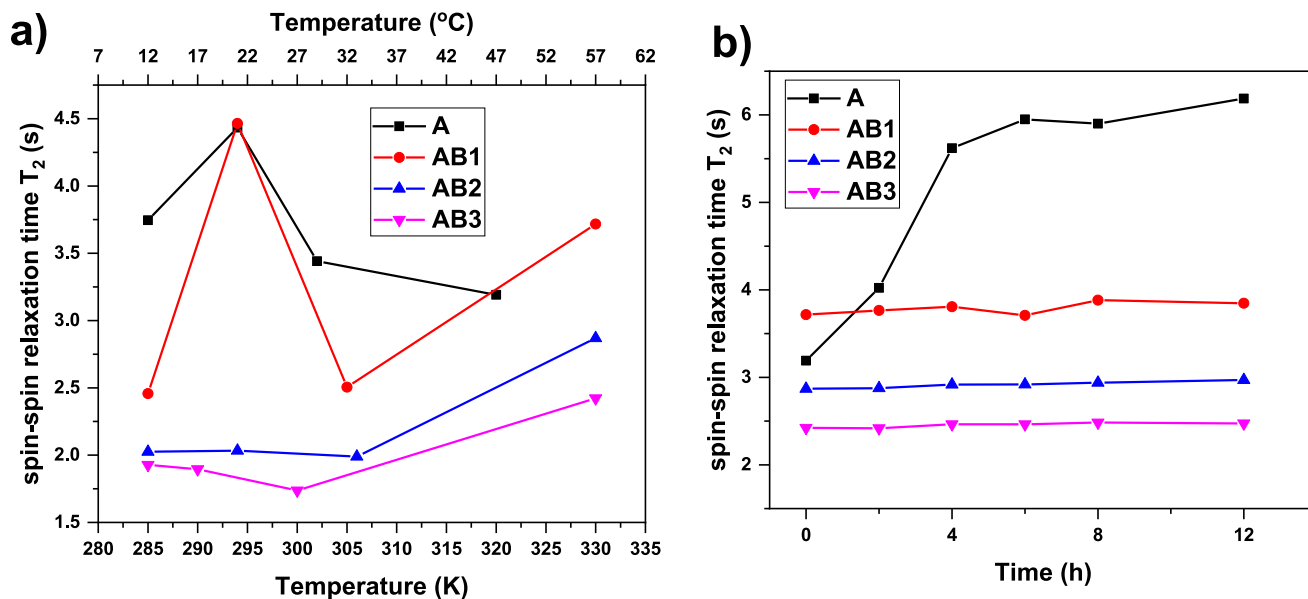 a)
Temperature (°C)
7 12 17 22 27 32 37 42 47 52 57 62
spin-spin relaxation time T2 (s)
4.5
4.0
3.5
3.0
2.5
2.0
1.5
A
AB1
AB2
AB3
280 285 290 295 300 305 310 315 320 325 330 335
Temperature (K)
b)
spin-spin relaxation time T2 (s)
6
5
4
3
2
A
AB1
AB2
AB3
0 4 8 12
Time (h)